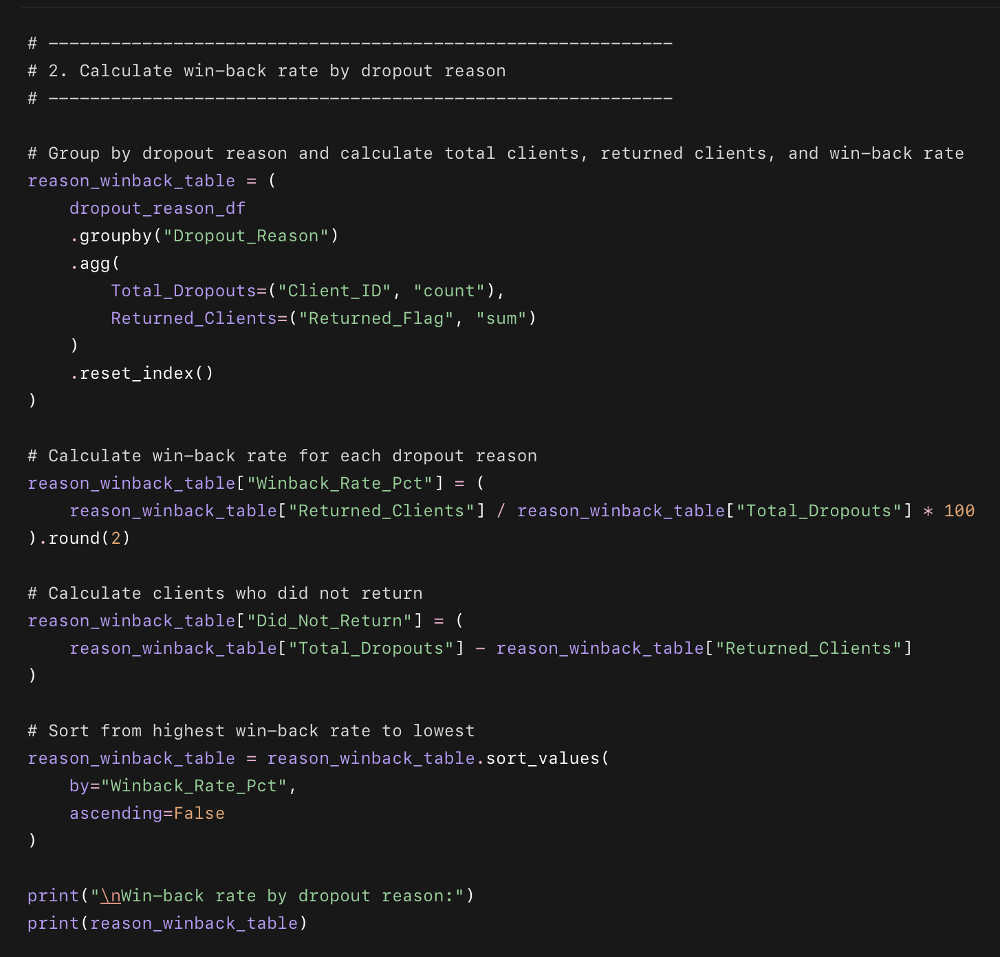 # ------------------------------------------------------------
# 2. Calculate win-back rate by dropout reason
# ------------------------------------------------------------

# Group by dropout reason and calculate total clients, returned clients, and win-back rate
reason_winback_table = (
    dropout_reason_df
    .groupby("Dropout_Reason")
    .agg(
        Total_Dropouts=("Client_ID", "count"),
        Returned_Clients=("Returned_Flag", "sum")
    )
    .reset_index()
)

# Calculate win-back rate for each dropout reason
reason_winback_table["Winback_Rate_Pct"] = (
    reason_winback_table["Returned_Clients"] / reason_winback_table["Total_Dropouts"] * 100
).round(2)

# Calculate clients who did not return
reason_winback_table["Did_Not_Return"] = (
    reason_winback_table["Total_Dropouts"] - reason_winback_table["Returned_Clients"]
)

# Sort from highest win-back rate to lowest
reason_winback_table = reason_winback_table.sort_values(
    by="Winback_Rate_Pct",
    ascending=False
)

print("\nWin-back rate by dropout reason:")
print(reason_winback_table)